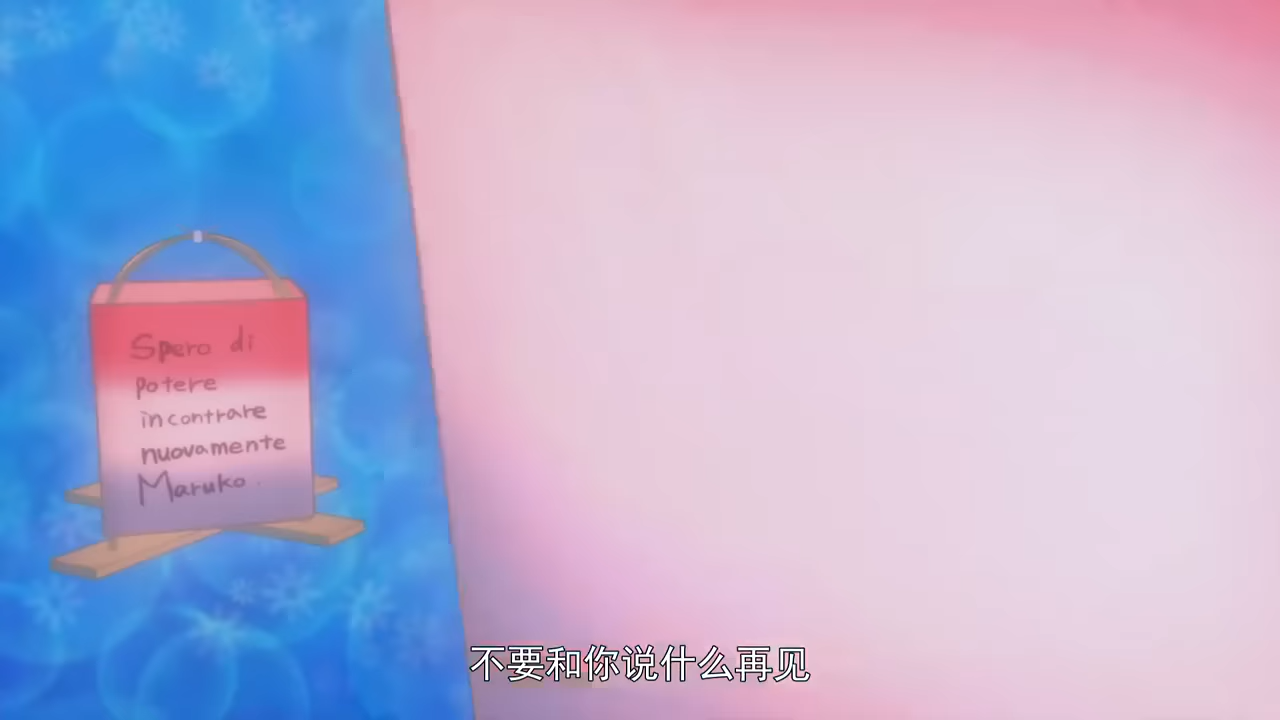 Spero di
potere
incontrare
nuovamente
Maruko.
不要和你说什么再见